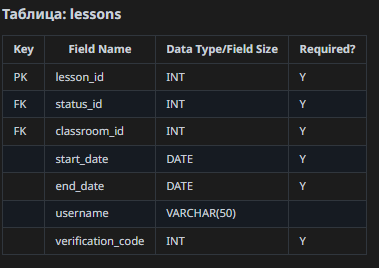 Таблица: lessons
Key Field Name Data Type/Field Size Required?
PK lesson_id INT Y
FK status_id INT Y
FK classroom_id INT Y
start_date DATE Y
end_date DATE Y
username VARCHAR(50)
verification_code INT Y